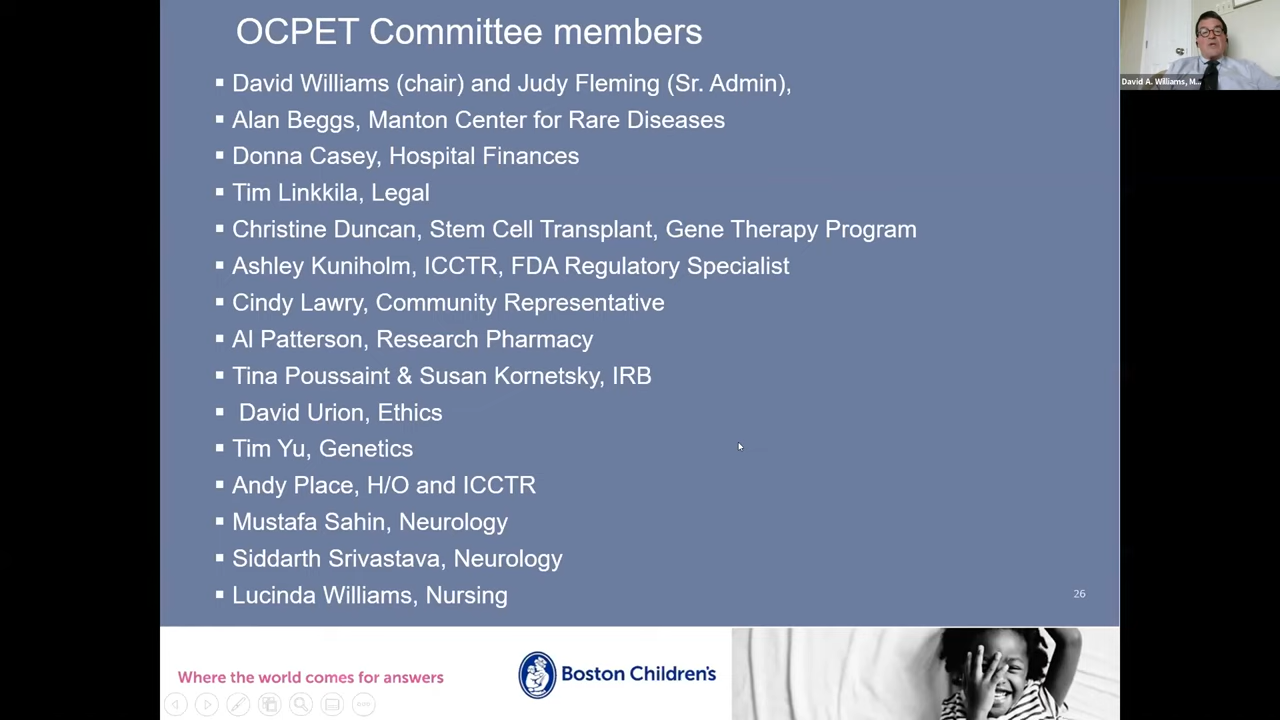 OCPET Committee members
▪ David Williams (chair) and Judy Fleming (Sr. Admin),
▪ Alan Beggs, Manton Center for Rare Diseases
▪ Donna Casey, Hospital Finances
▪ Tim Linkkila, Legal
▪ Christine Duncan, Stem Cell Transplant, Gene Therapy Program
▪ Ashley Kuniholm, ICCTR, FDA Regulatory Specialist
▪ Cindy Lawry, Community Representative
▪ Al Patterson, Research Pharmacy
▪ Tina Poussaint & Susan Kornetsky, IRB
▪ David Urion, Ethics
▪ Tim Yu, Genetics
▪ Andy Place, H/O and ICCTR
▪ Mustafa Sahin, Neurology
▪ Siddarth Srivastava, Neurology
▪ Lucinda Williams, Nursing
26
Where the world comes for answers
Boston Children's
David A. Williams, M...